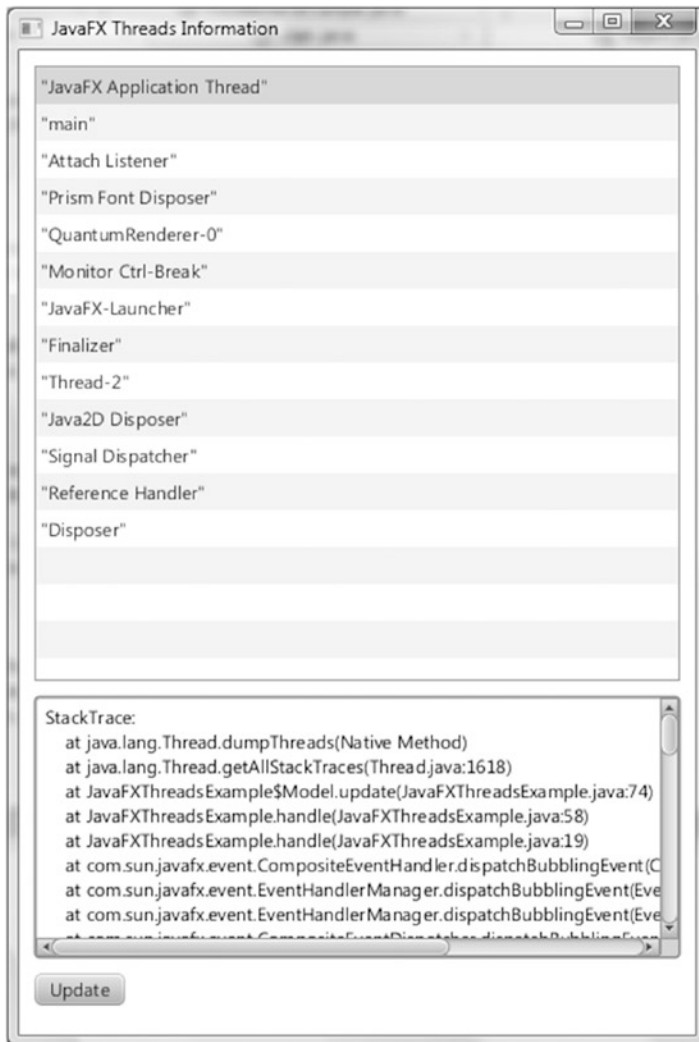 JavaFX Threads Information
"JavaFX Application Thread"
"main"
"Attach Listener"
"Prism Font Disposer"
"QuantumRenderer-0"
"Monitor Ctrl-Break"
"JavaFX-Launcher"
"Finalizer"
"Thread-2"
"Java2D Disposer"
"Signal Dispatcher"
"Reference Handler"
"Disposer"
StackTrace:
at java.lang.Thread.dumpThreads(Native Method)
at java.lang.Thread.getAllStackTraces(Thread.java:1618)
at JavaFXThreadsExample$Model.update(JavaFXThreadsExample.java:74)
at JavaFXThreadsExample.handle(JavaFXThreadsExample.java:58)
at JavaFXThreadsExample.handle(JavaFXThreadsExample.java:19)
at com.sun.javafx.event.CompositeEventHandler.dispatchBubblingEvent(C
at com.sun.javafx.event.EventHandlerManager.dispatchBubblingEvent(Eve
at com.sun.javafx.event.EventHandlerManager.dispatchBubblingEvent(Eve
Update